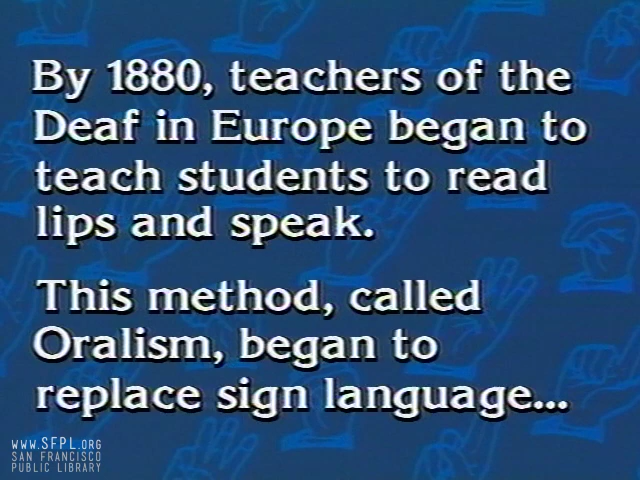 By 1880, teachers of the
Deaf in Europe began to
teach students to read
lips and speak.
This method, called
Oralism, began to
replace sign language...
WWW.SFPL.ORG
SAN FRANCISCO
PUBLIC LIBRARY